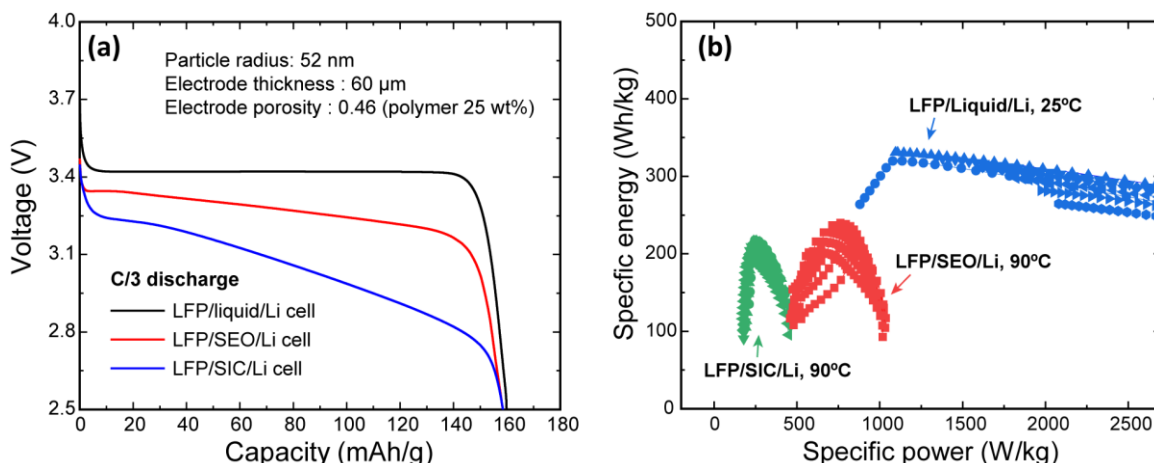 (a)
Particle radius: 52 nm
Electrode thickness : 60 μm
Electrode porosity : 0.46 (polymer 25 wt%)
C/3 discharge
LFP/liquid/Li cell
LFP/SEO/Li cell
LFP/SIC/Li cell
Voltage (V)
4.0
3.7
3.4
3.1
2.8
2.5
0 20 40 60 80 100 120 140 160 180
Capacity (mAh/g)
(b)
LFP/Liquid/Li, 25ºC
LFP/SEO/Li, 90ºC
LFP/SIC/Li, 90ºC
Specific energy (Wh/kg)
500
400
300
200
100
0
0 500 1000 1500 2000 2500
Specific power (W/kg)